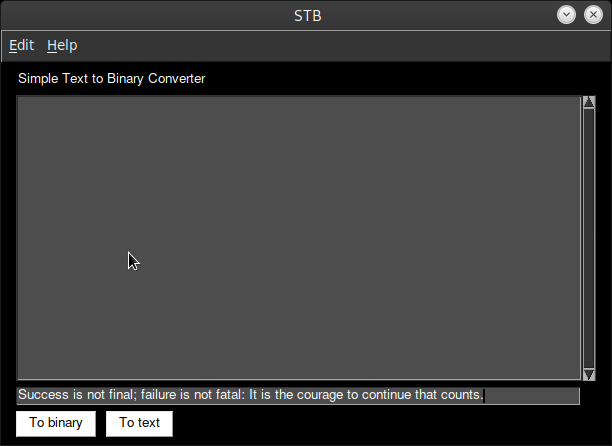 STB
Edit Help
Simple Text to Binary Converter
Success is not final; failure is not fatal: It is the courage to continue that counts.
To binary To text